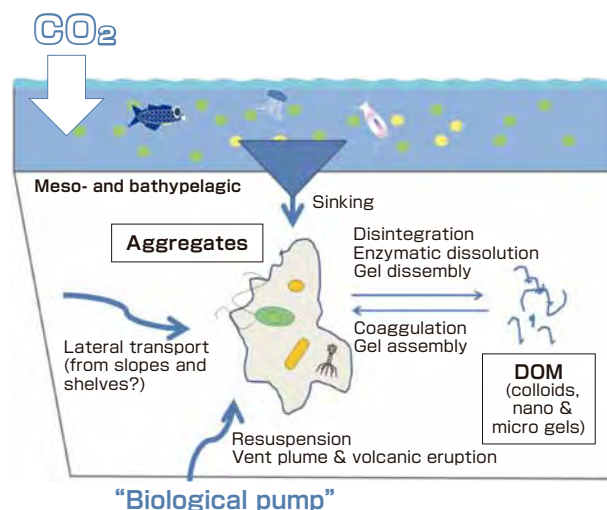 CO₂
Meso- and bathypelagic
Sinking
Aggregates
Disintegration
Enzymatic dissolution
Gel dissembly
Coaggulation
Gel assembly
Lateral transport
(from slopes and
shelves?)
DOM
(colloids,
nano &
micro gels)
Resuspension
Vent plume & volcanic eruption
“Biological pump”